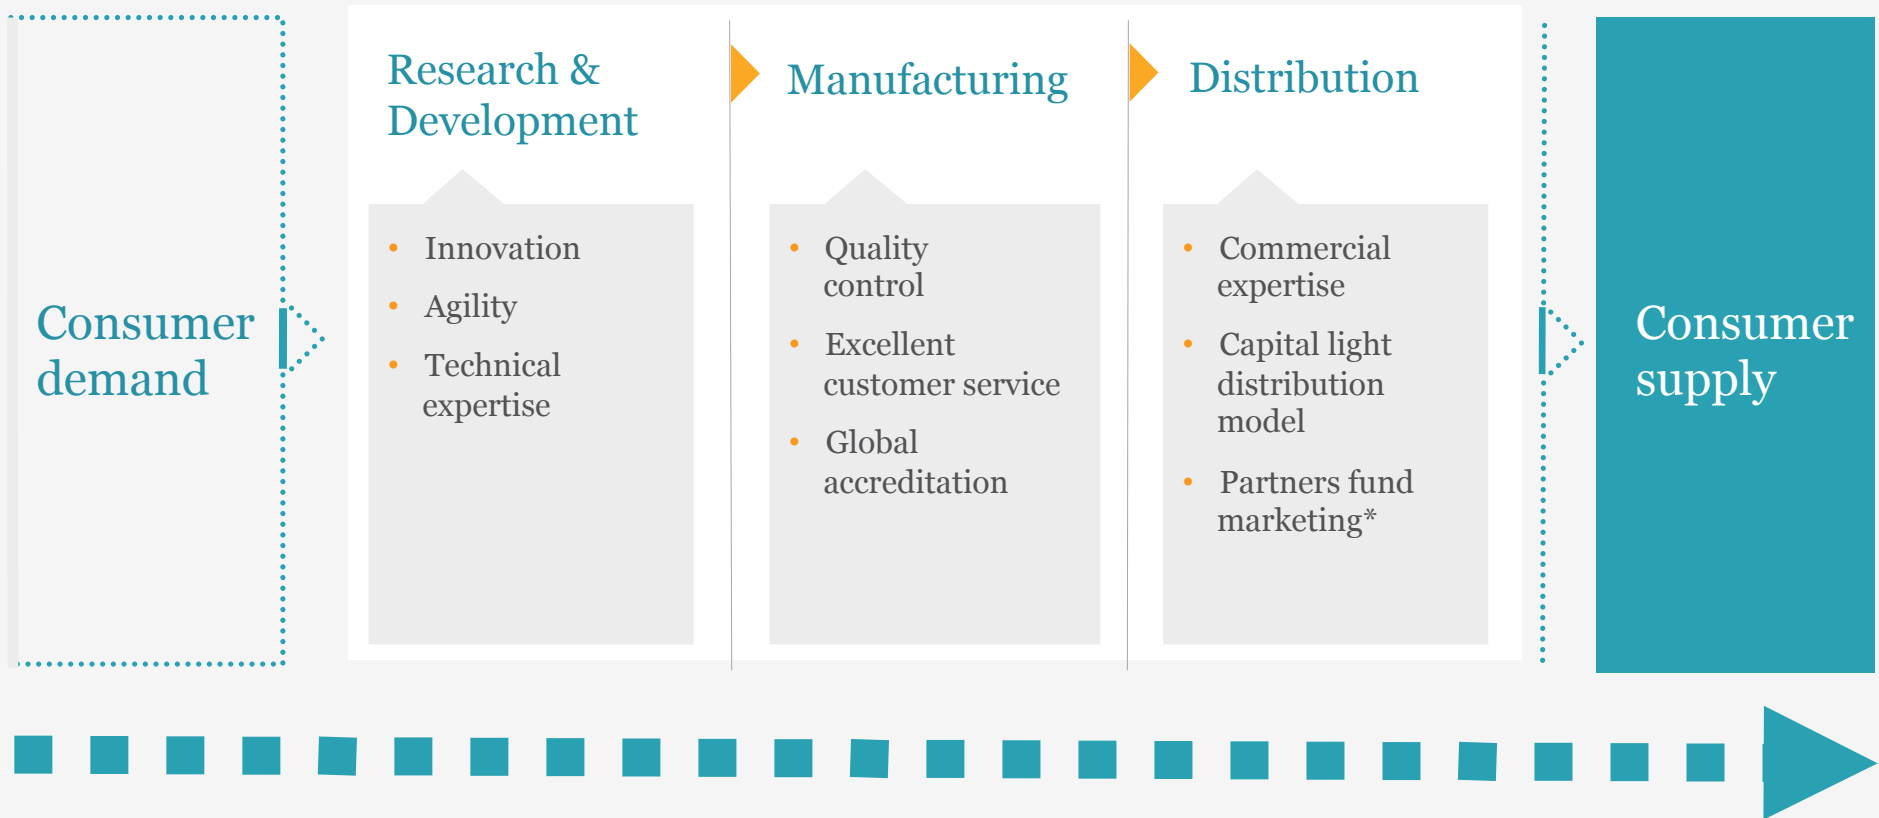 Consumer
demand
Research &
Development
• Innovation
• Agility
• Technical
expertise
Manufacturing
• Quality
control
• Excellent
customer service
• Global
accreditation
Distribution
• Commercial
expertise
• Capital light
distribution
model
• Partners fund
marketing*
Consumer
supply